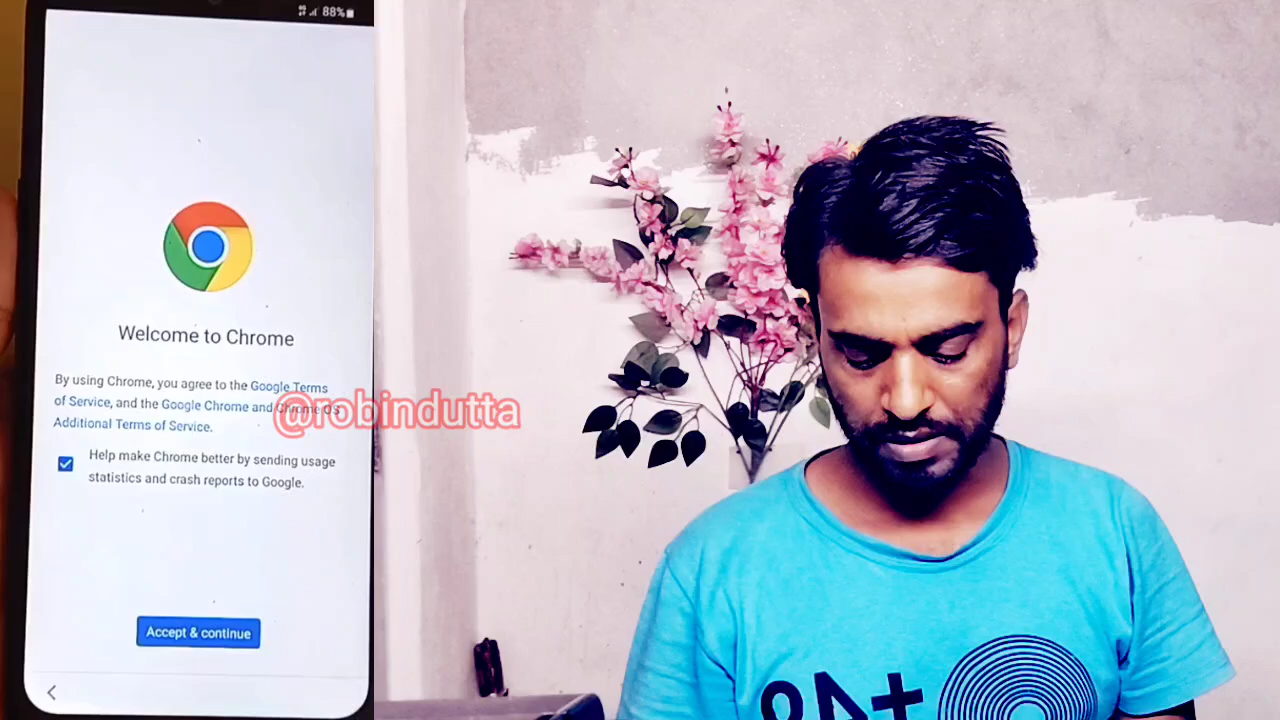 88%
Welcome to Chrome
By using Chrome, you agree to the Google Terms
of Service, and the Google Chrome and Chrome OS
Additional Terms of Service.
@robindutta
Help make Chrome better by sending usage
statistics and crash reports to Google.
Accept & continue